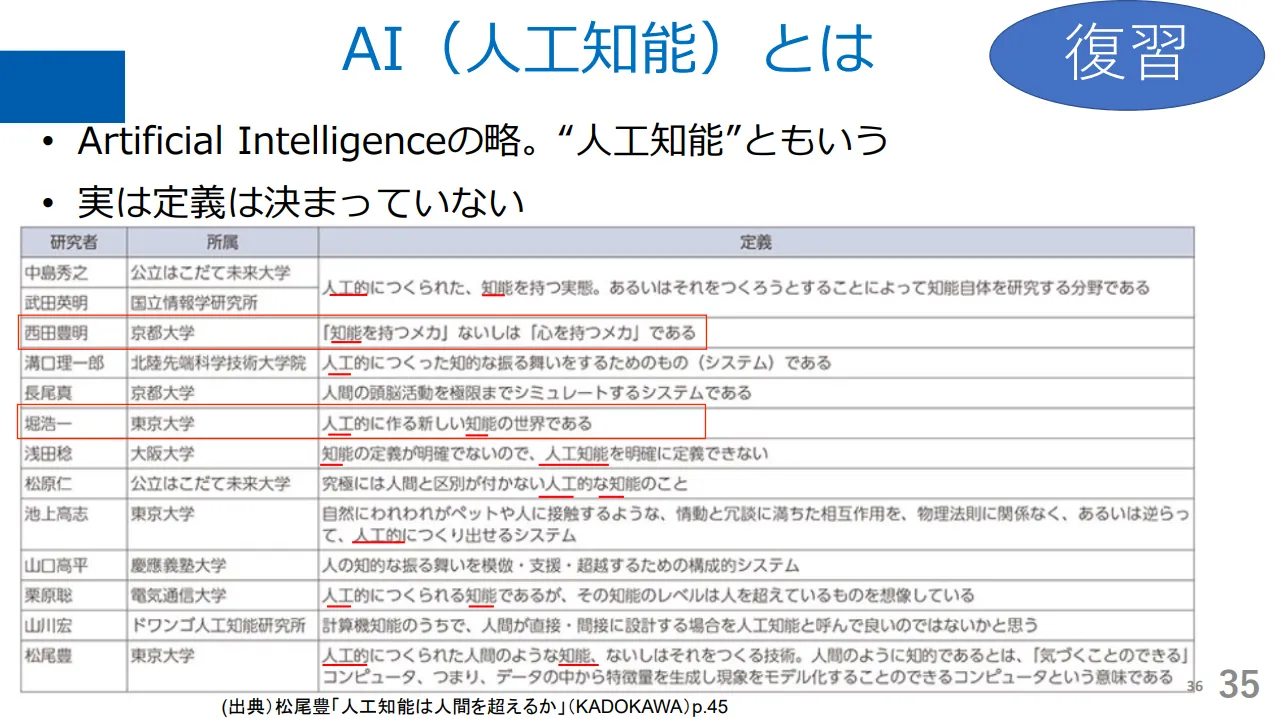 AI（人工知能）とは
復習
• Artificial Intelligenceの略。“人工知能”ともいう
• 実は定義は決まっていない
研究者 所属 定義
中島秀之 公立はこだて未来大学
武田英明 国立情報学研究所
人工的につくられた、知能を持つ実態。あるいはそれをつくろうとすることによって知能自体を研究する分野である
西田豊明 京都大学 「知能を持つメカ」ないしは「心を持つメカ」である
溝口理一郎 北陸先端科学技術大学院 人工的につくった知的な振る舞いをするためのもの（システム）である
長尾真 京都大学 人間の頭脳活動を極限までシミュレートするシステムである
堀浩一 東京大学 人工的に作る新しい知能の世界である
浅田稔 大阪大学 知能の定義が明確でないので、人工知能を明確に定義できない
松原仁 公立はこだて未来大学 究極には人間と区別が付かない人工的な知能のこと
池上高志 東京大学 自然にわれわれがペットや人に接触するような、情動と冗談に満ちた相互作用を、物理法則に関係なく、あるいは逆らっ
て、人工的につくり出せるシステム
山口高平 慶應義塾大学 人の知的な振る舞いを模倣・支援・超越するための構成的システム
栗原聡 電気通信大学 人工的につくられる知能であるが、その知能のレベルは人を超えているものを想像している
山川宏 ドワンゴ人工知能研究所 計算機知能のうちで、人間が直接・間接に設計する場合を人工知能と呼んで良いのではないかと思う
松尾豊 東京大学 人工的につくられた人間のような知能、ないしはそれをつくる技術。人間のように知的であるとは、「気づくことのできる」
コンピュータ、つまり、データの中から特徴量を生成し現象をモデル化することのできるコンピュータという意味である
36 35
(出典）松尾豊「人工知能は人間を超えるか」（KADOKAWA）p.45